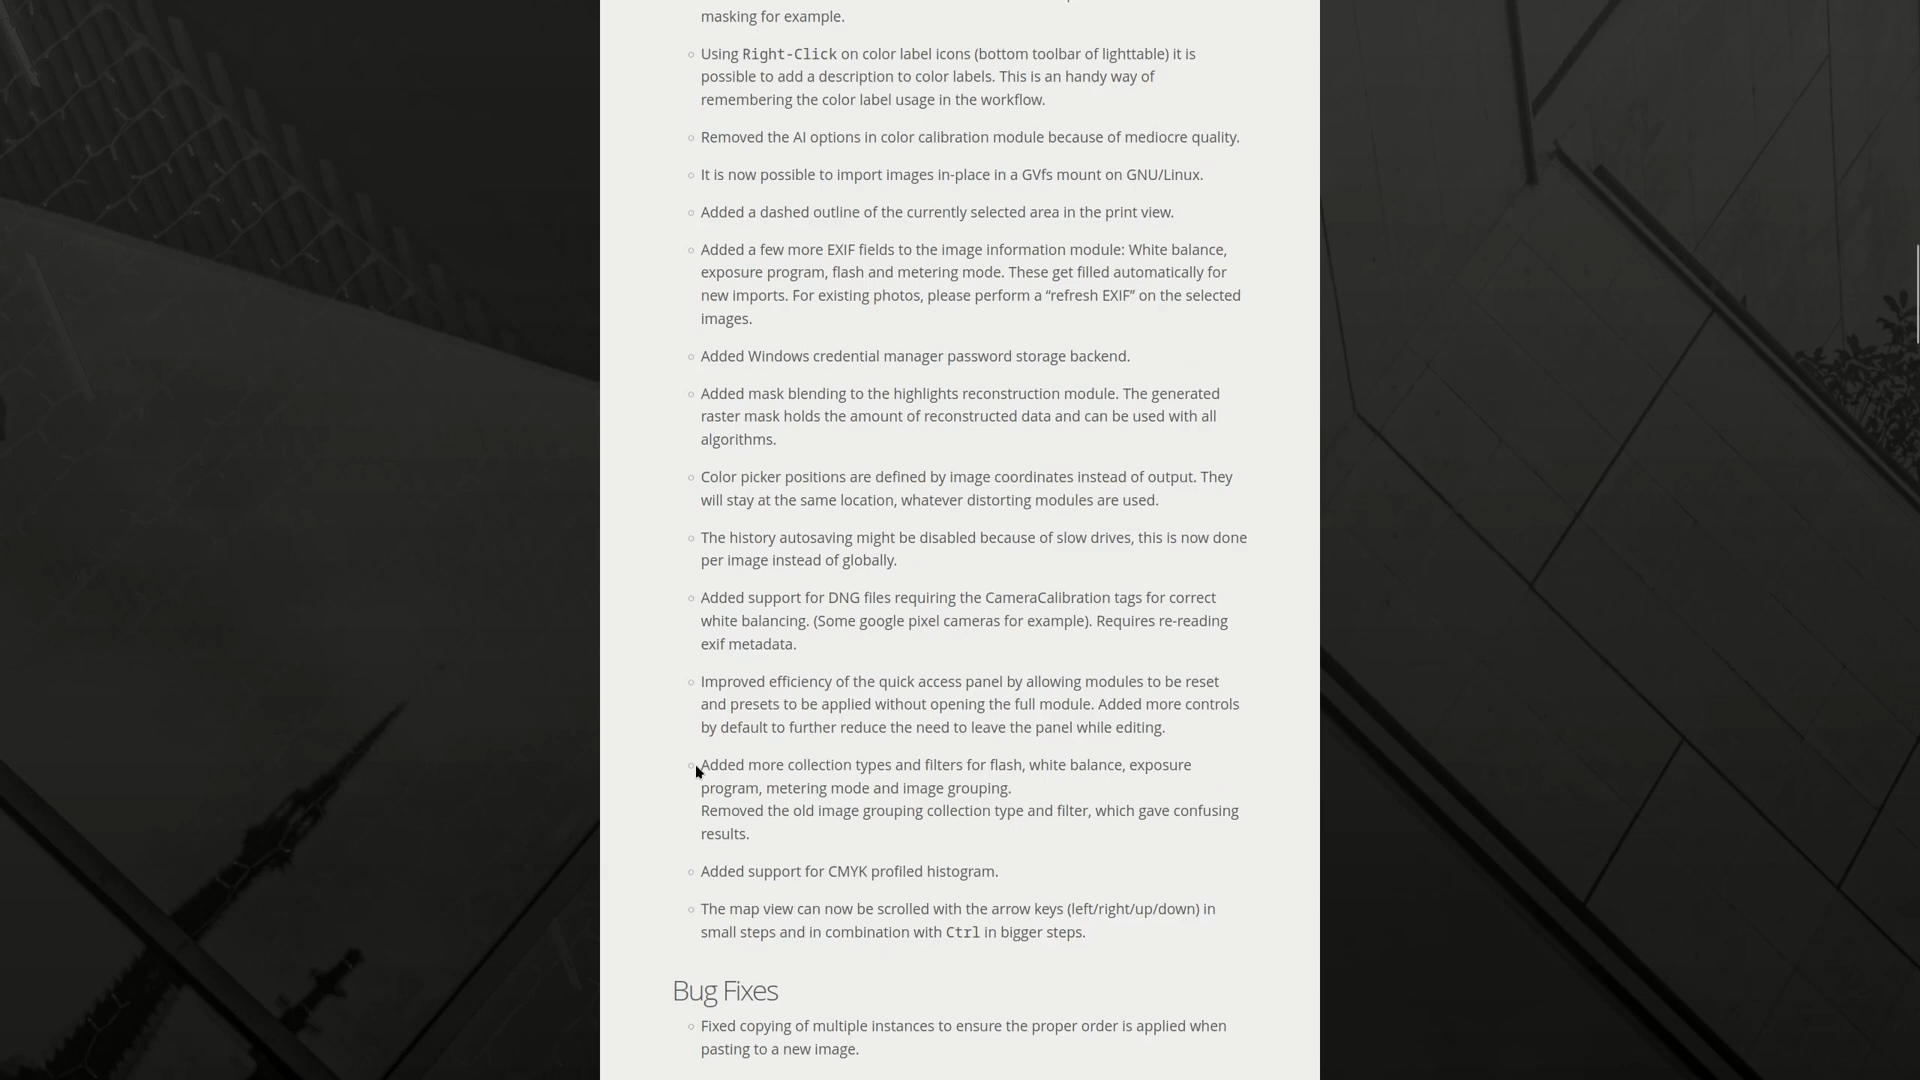 masking for example.
Using Right-Click on color label icons (bottom toolbar of lighttable) it is
possible to add a description to color labels. This is an handy way of
remembering the color label usage in the workflow.
Removed the AI options in color calibration module because of mediocre quality.
It is now possible to import images in-place in a GVfs mount on GNU/Linux.
Added a dashed outline of the currently selected area in the print view.
Added a few more EXIF fields to the image information module: White balance,
exposure program, flash and metering mode. These get filled automatically for
new imports. For existing photos, please perform a “refresh EXIF” on the selected
images.
Added Windows credential manager password storage backend.
Added mask blending to the highlights reconstruction module. The generated
raster mask holds the amount of reconstructed data and can be used with all
algorithms.
Color picker positions are defined by image coordinates instead of output. They
will stay at the same location, whatever distorting modules are used.
The history autosaving might be disabled because of slow drives, this is now done
per image instead of globally.
Added support for DNG files requiring the CameraCalibration tags for correct
white balancing. (Some google pixel cameras for example). Requires re-reading
exif metadata.
Improved efficiency of the quick access panel by allowing modules to be reset
and presets to be applied without opening the full module. Added more controls
by default to further reduce the need to leave the panel while editing.
Added more collection types and filters for flash, white balance, exposure
program, metering mode and image grouping.
Removed the old image grouping collection type and filter, which gave confusing
results.
Added support for CMYK profiled histogram.
The map view can now be scrolled with the arrow keys (left/right/up/down) in
small steps and in combination with Ctrl in bigger steps.
Bug Fixes
Fixed copying of multiple instances to ensure the proper order is applied when
pasting to a new image.